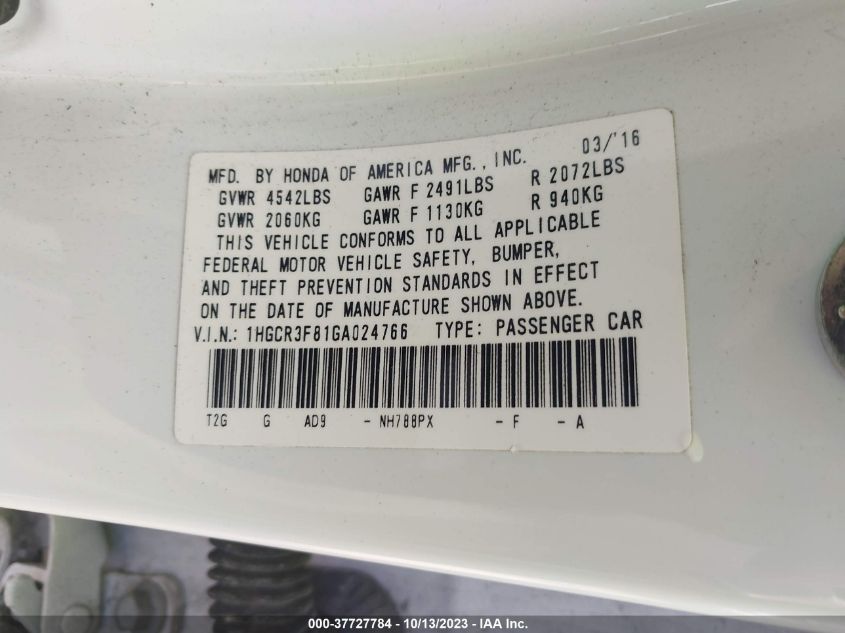 03/'16
MFD. BY HONDA OF AMERICA MFG., INC.
GVWR 4542LBS GAWR F 2491LBS R 2072LBS
GVWR 2060KG GAWR F 1130KG R 940KG
THIS VEHICLE CONFORMS TO ALL APPLICABLE
FEDERAL MOTOR VEHICLE SAFETY, BUMPER,
AND THEFT PREVENTION STANDARDS IN EFFECT
ON THE DATE OF MANUFACTURE SHOWN ABOVE.
V.I.N.: 1HGCR3F81GA024766 TYPE: PASSENGER CAR
T2G G AD9 - NH788PX - F - A
000-37727784 - 10/13/2023 - IAA Inc.